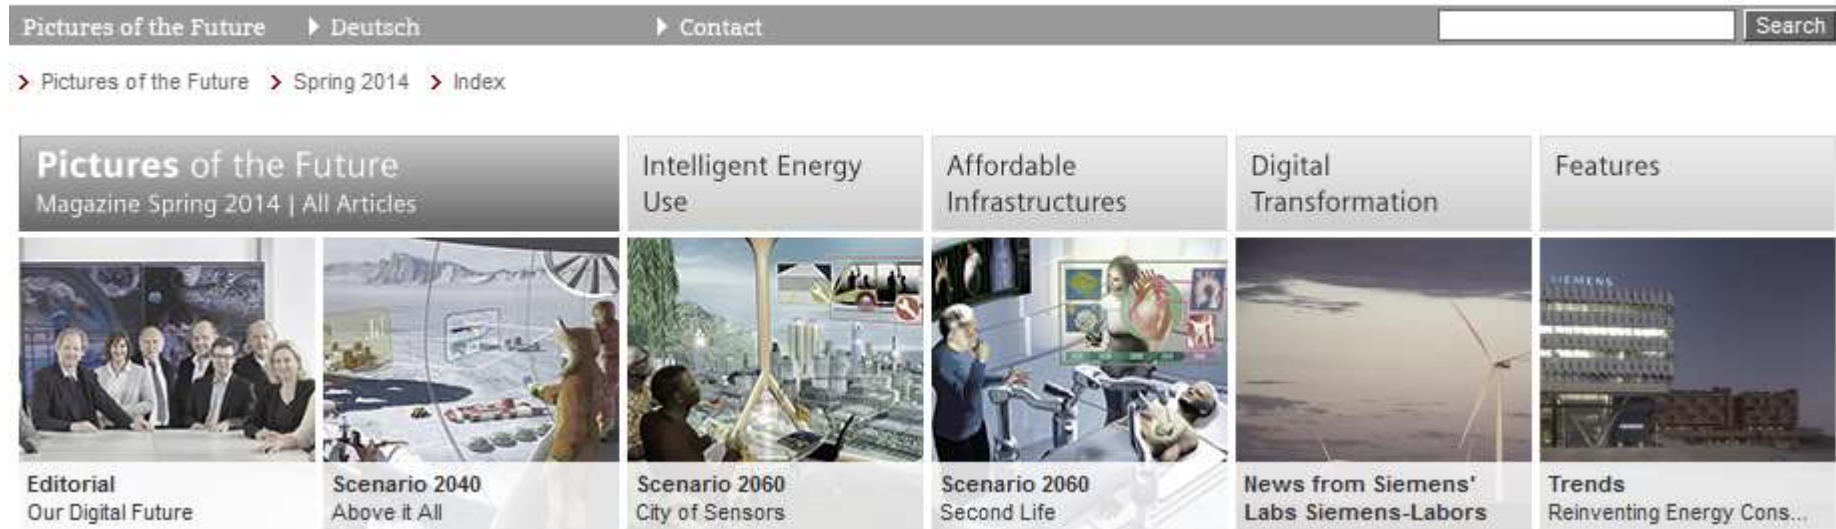 Pictures of the Future
Deutsch
Contact
Search
Pictures of the Future
Spring 2014
Index
Pictures of the Future
Magazine Spring 2014 | All Articles
Intelligent Energy
Use
Affordable
Infrastructures
Digital
Transformation
Features
SIEMENS
Editorial
Our Digital Future
Scenario 2040
Above it All
Scenario 2060
City of Sensors
Scenario 2060
Second Life
News from Siemens'
Labs Siemens-Labors
Trends
Reinventing Energy Cons...